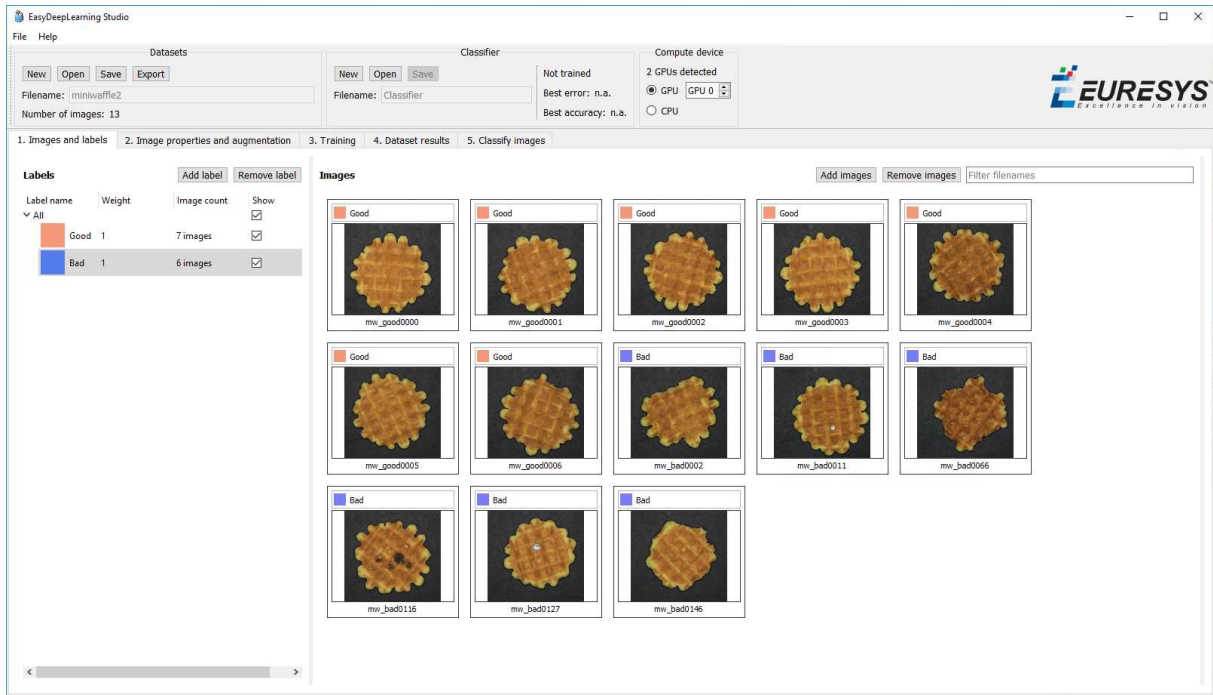 EasyDeepLearning Studio
File Help
Datasets
New Open Save Export
Filename: miniwaffle2
Number of images: 13
Classifier
New Open Save
Filename: Classifier
Not trained
Best error: n.a.
Best accuracy: n.a.
Compute device
2 GPUs detected
GPU GPU 0
CPU
EURESYS
Excellence in vision
1. Images and labels 2. Image properties and augmentation 3. Training 4. Dataset results 5. Classify images
Labels Add label Remove label
Label name Weight Image count Show
All
Good 1 7 images
Bad 1 6 images
Images Add images Remove images Filter filenames
Good Good Good Good Good
mw_good0000 mw_good0001 mw_good0002 mw_good0003 mw_good0004
Good Good Bad Bad Bad
mw_good0005 mw_good0006 mw_bad0002 mw_bad0011 mw_bad0066
Bad Bad Bad
mw_bad0116 mw_bad0127 mw_bad0146